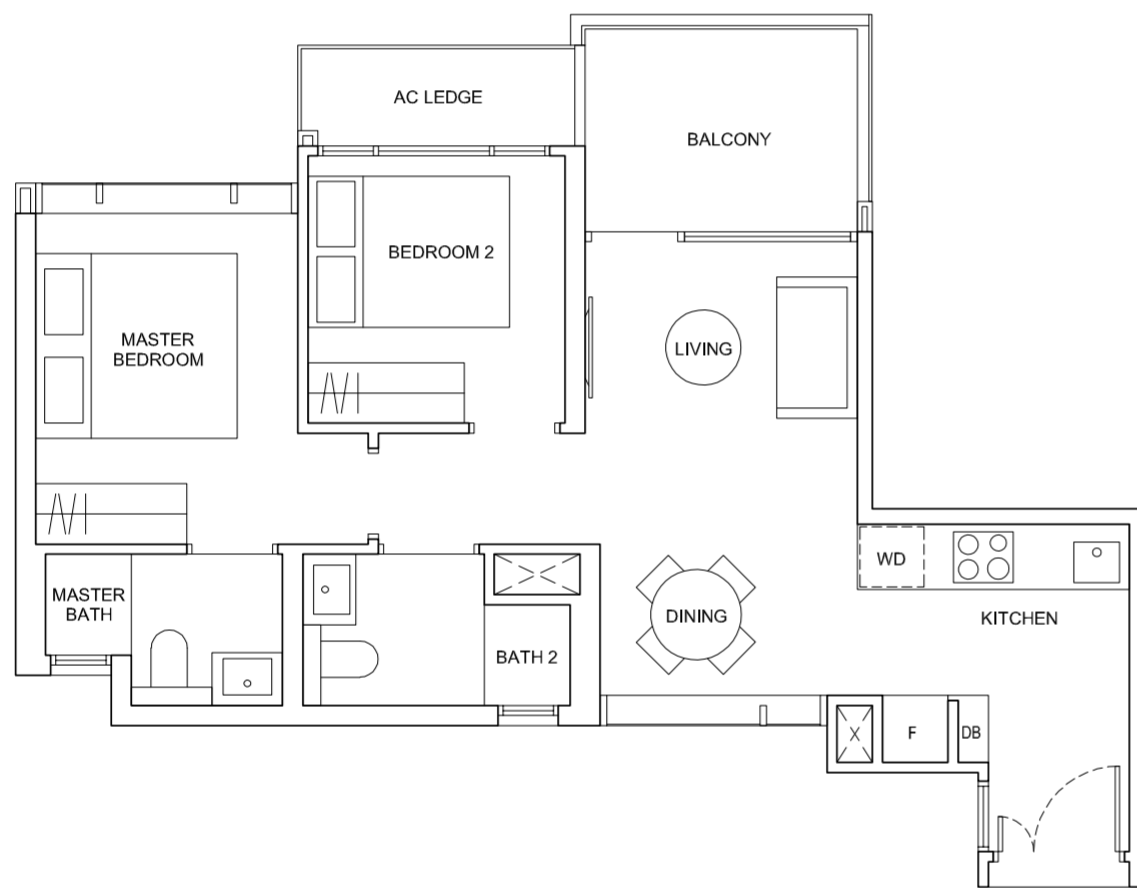 AC LEDGE
BALCONY
BEDROOM 2
MASTER
BEDROOM
LIVING
WD
MASTER
BATH
DINING
KITCHEN
BATH 2
F
DB